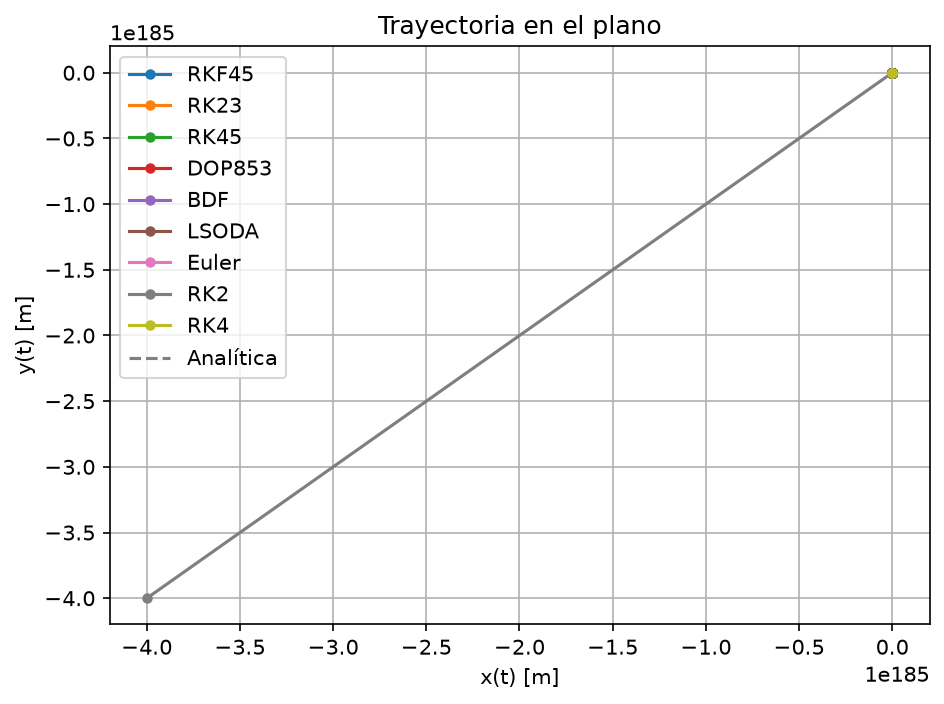 Trayectoria en el plano
1e185
RKF45
RK23
RK45
DOP853
BDF
LSODA
Euler
RK2
RK4
Analítica
0.0
−0.5
−1.0
−1.5
−2.0
−2.5
−3.0
−3.5
−4.0
y(t) [m]
−4.0 −3.5 −3.0 −2.5 −2.0 −1.5 −1.0 −0.5 0.0
x(t) [m]
1e185